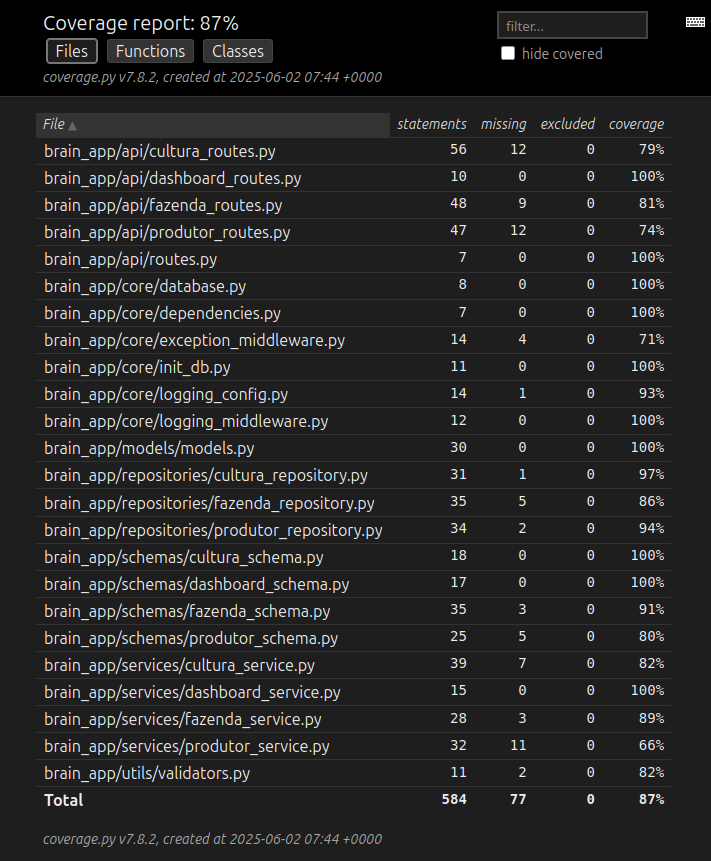 Coverage report: 87%
filter...
Files Functions Classes
hide covered
coverage.py v7.8.2, created at 2025-06-02 07:44 +0000
File ▲ statements missing excluded coverage
brain_app/api/cultura_routes.py 56 12 0 79%
brain_app/api/dashboard_routes.py 10 0 0 100%
brain_app/api/fazenda_routes.py 48 9 0 81%
brain_app/api/produtor_routes.py 47 12 0 74%
brain_app/api/routes.py 7 0 0 100%
brain_app/core/database.py 8 0 0 100%
brain_app/core/dependencies.py 7 0 0 100%
brain_app/core/exception_middleware.py 14 4 0 71%
brain_app/core/init_db.py 11 0 0 100%
brain_app/core/logging_config.py 14 1 0 93%
brain_app/core/logging_middleware.py 12 0 0 100%
brain_app/models/models.py 30 0 0 100%
brain_app/repositories/cultura_repository.py 31 1 0 97%
brain_app/repositories/fazenda_repository.py 35 5 0 86%
brain_app/repositories/produtor_repository.py 34 2 0 94%
brain_app/schemas/cultura_schema.py 18 0 0 100%
brain_app/schemas/dashboard_schema.py 17 0 0 100%
brain_app/schemas/fazenda_schema.py 35 3 0 91%
brain_app/schemas/produtor_schema.py 25 5 0 80%
brain_app/services/cultura_service.py 39 7 0 82%
brain_app/services/dashboard_service.py 15 0 0 100%
brain_app/services/fazenda_service.py 28 3 0 89%
brain_app/services/produtor_service.py 32 11 0 66%
brain_app/utils/validators.py 11 2 0 82%
Total 584 77 0 87%
coverage.py v7.8.2, created at 2025-06-02 07:44 +0000